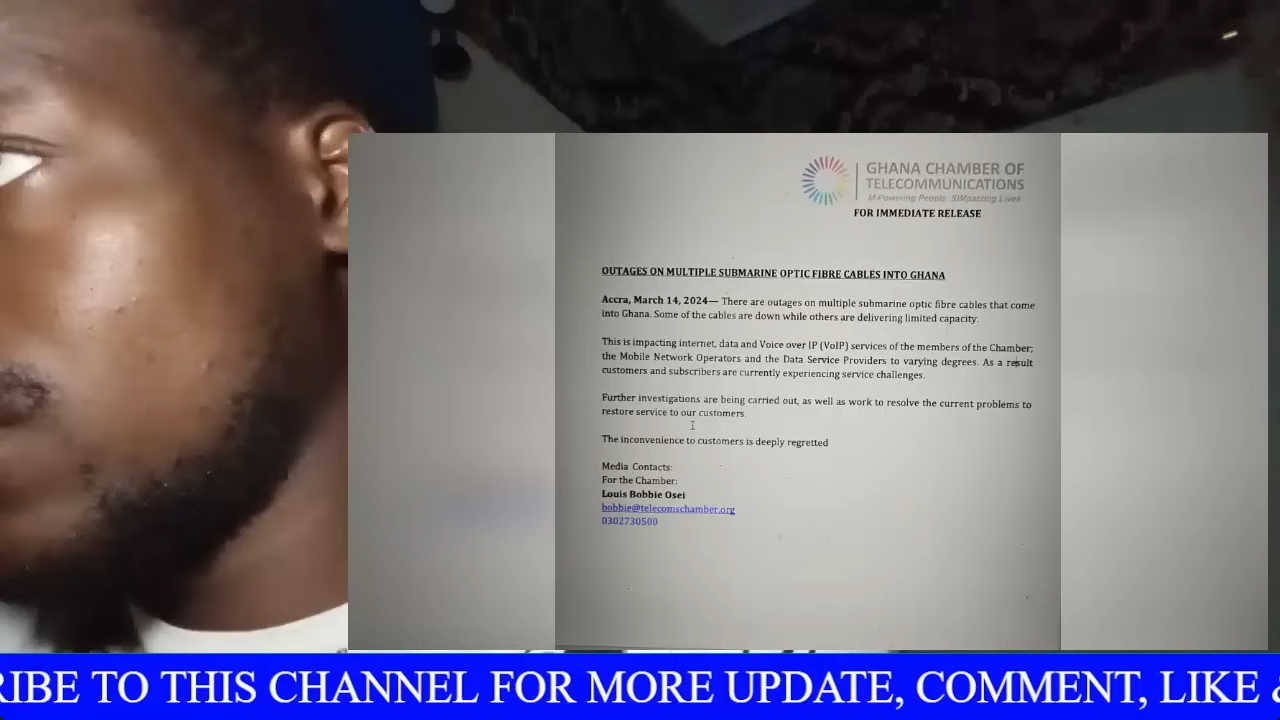 GHANA CHAMBER OF
TELECOMMUNICATIONS
M-Powering People. SIMpacting Lives
FOR IMMEDIATE RELEASE
OUTAGES ON MULTIPLE SUBMARINE OPTIC FIBRE CABLES INTO GHANA
Accra, March 14, 2024— There are outages on multiple submarine optic fibre cables that come
into Ghana. Some of the cables are down while others are delivering limited capacity.
This is impacting internet, data and Voice over IP (VoIP) services of the members of the Chamber;
the Mobile Network Operators and the Data Service Providers to varying degrees. As a result
customers and subscribers are currently experiencing service challenges.
Further investigations are being carried out, as well as work to resolve the current problems to
restore service to our customers.
The inconvenience to customers is deeply regretted
Media Contacts:
For the Chamber:
Louis Bobbie Osei
bobbie@telecomschamber.org
0302730500
RIBE TO THIS CHANNEL FOR MORE UPDATE, COMMENT, LIKE &